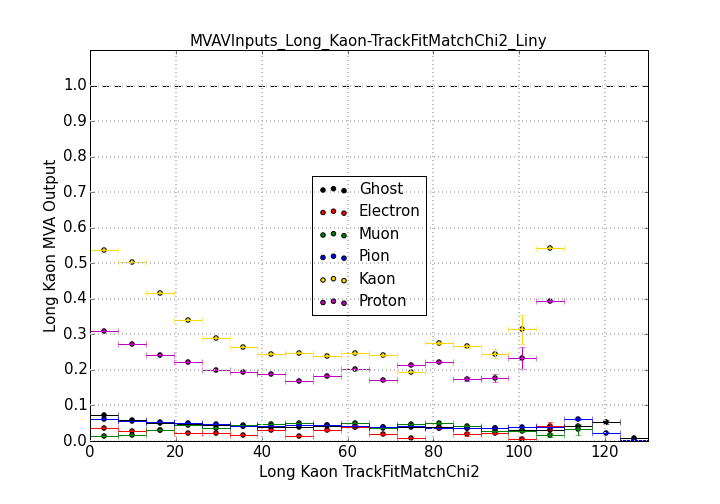 MVAVInputs_Long_Kaon-TrackFitMatchChi2_Liny
Long Kaon MVA Output
1.0
0.9
0.8
0.7
0.6
0.5
0.4
0.3
0.2
0.1
0.0
Ghost
Electron
Muon
Pion
Kaon
Proton
0 20 40 60 80 100 120
Long Kaon TrackFitMatchChi2